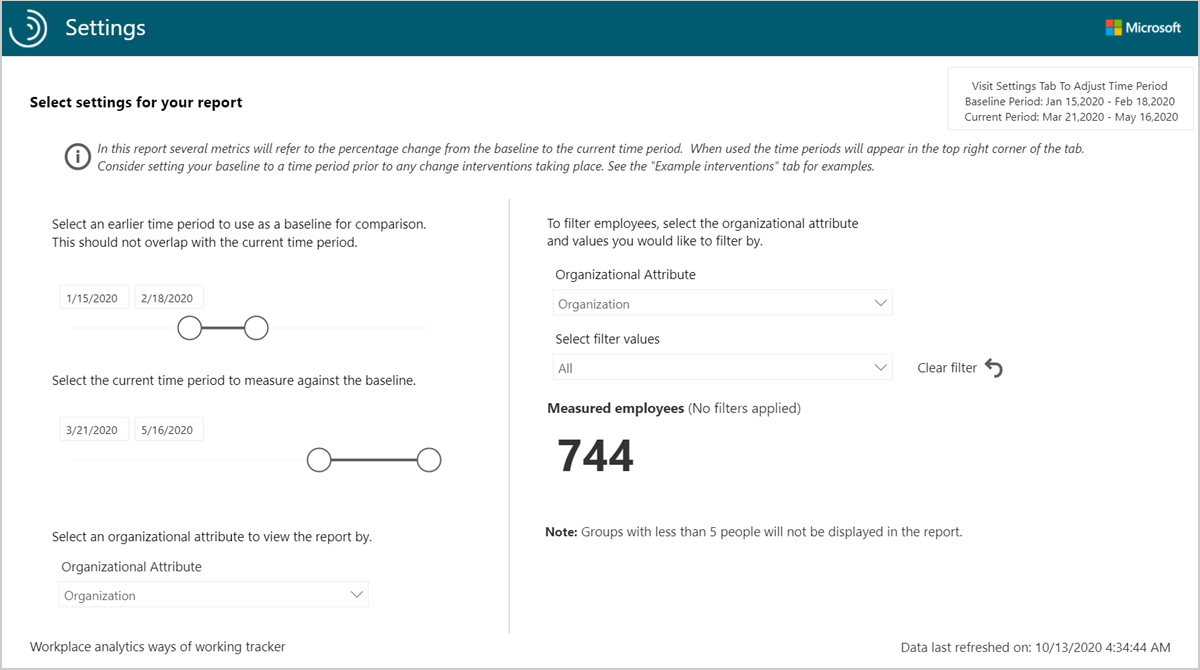 Settings
Microsoft
Visit Settings Tab To Adjust Time Period
Baseline Period: Jan 15,2020 - Feb 18,2020
Current Period: Mar 21,2020 - May 16,2020
Select settings for your report
In this report several metrics will refer to the percentage change from the baseline to the current time period. When used the time periods will appear in the top right corner of the tab.
Consider setting your baseline to a time period prior to any change interventions taking place. See the "Example interventions" tab for examples.
Select an earlier time period to use as a baseline for comparison.
This should not overlap with the current time period.
1/15/2020 2/18/2020
Select the current time period to measure against the baseline.
3/21/2020 5/16/2020
Select an organizational attribute to view the report by.
Organizational Attribute
Organization
To filter employees, select the organizational attribute
and values you would like to filter by.
Organizational Attribute
Organization
Select filter values
All
Clear filter
Measured employees (No filters applied)
744
Note: Groups with less than 5 people will not be displayed in the report.
Workplace analytics ways of working tracker
Data last refreshed on: 10/13/2020 4:34:44 AM